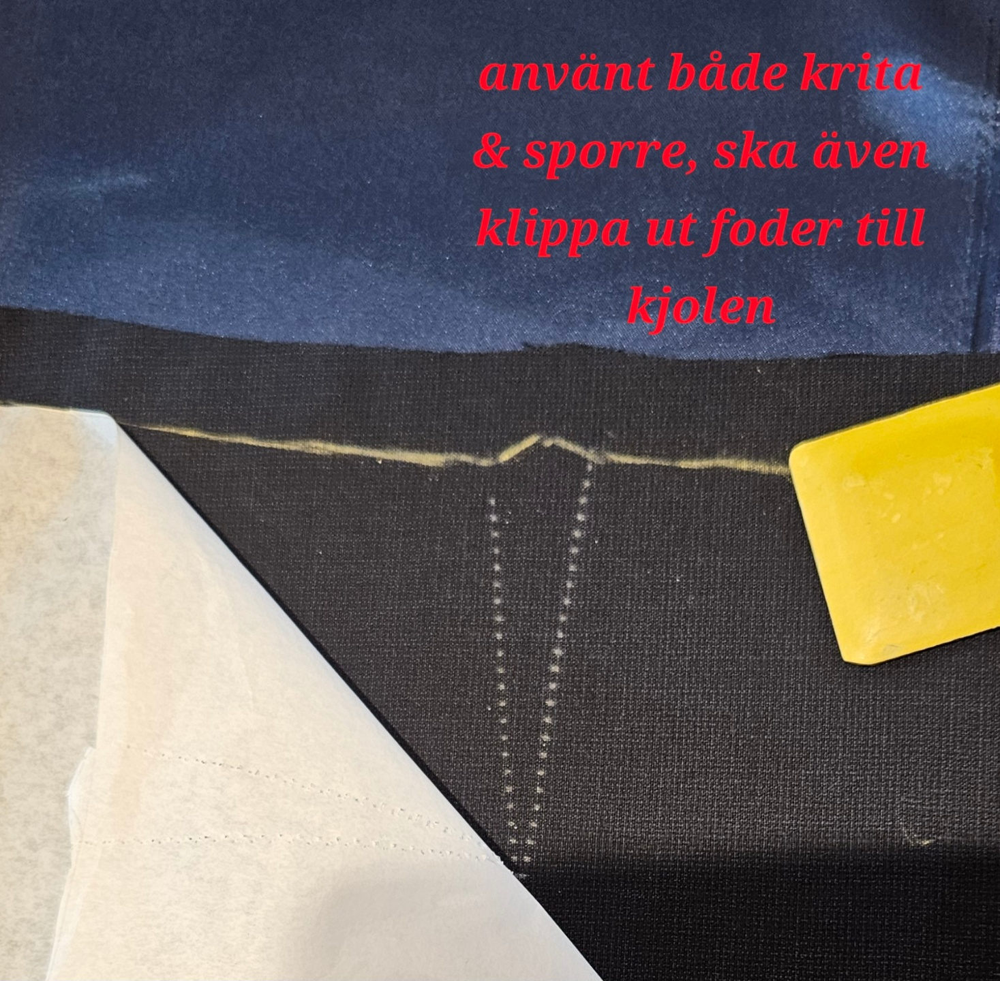 använt både krita
& sporre, ska även
klippa ut foder till
kjolen